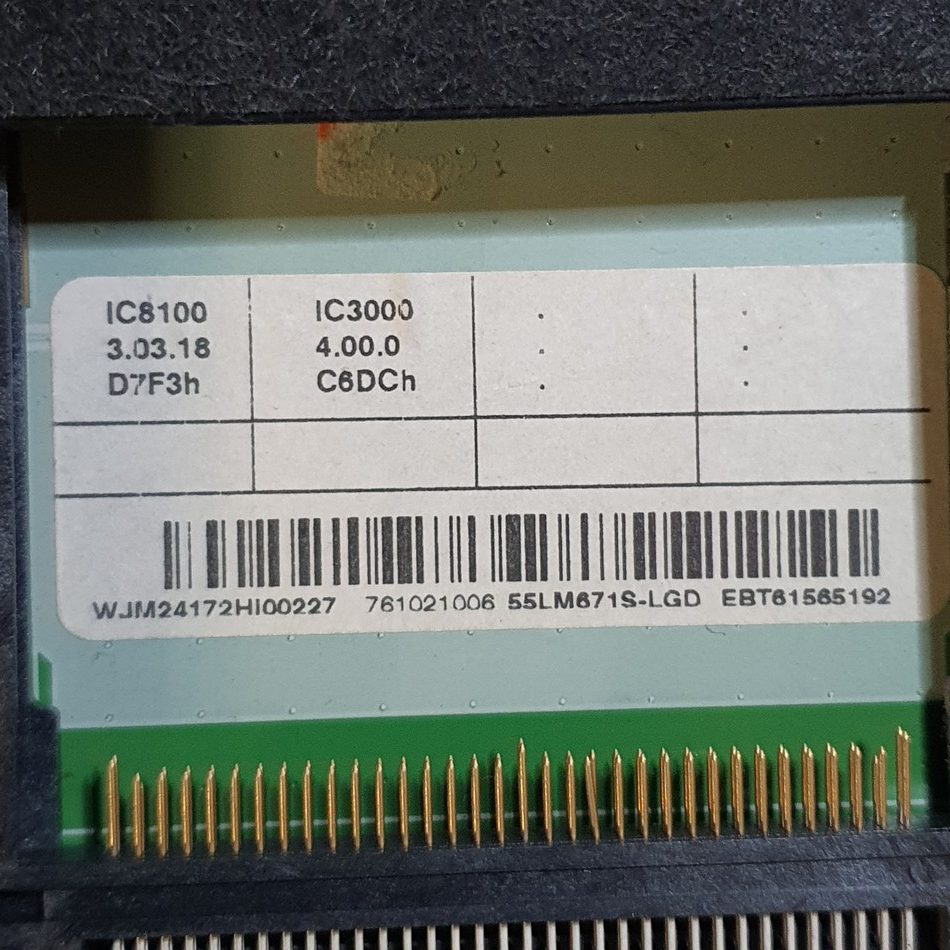 IC8100 IC3000
3.03.18 4.00.0
D7F3h C6DCh
WJM24172HI00227 761021006 55LM671S-LGD EBT61565192